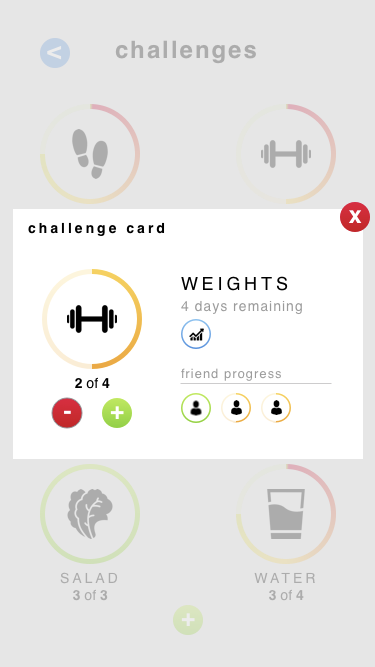 <
challenges
challenge card
X
WEIGHTS
4 days remaining
friend progress
2 of 4
- +
SALAD
3 of 3
WATER
3 of 4
+